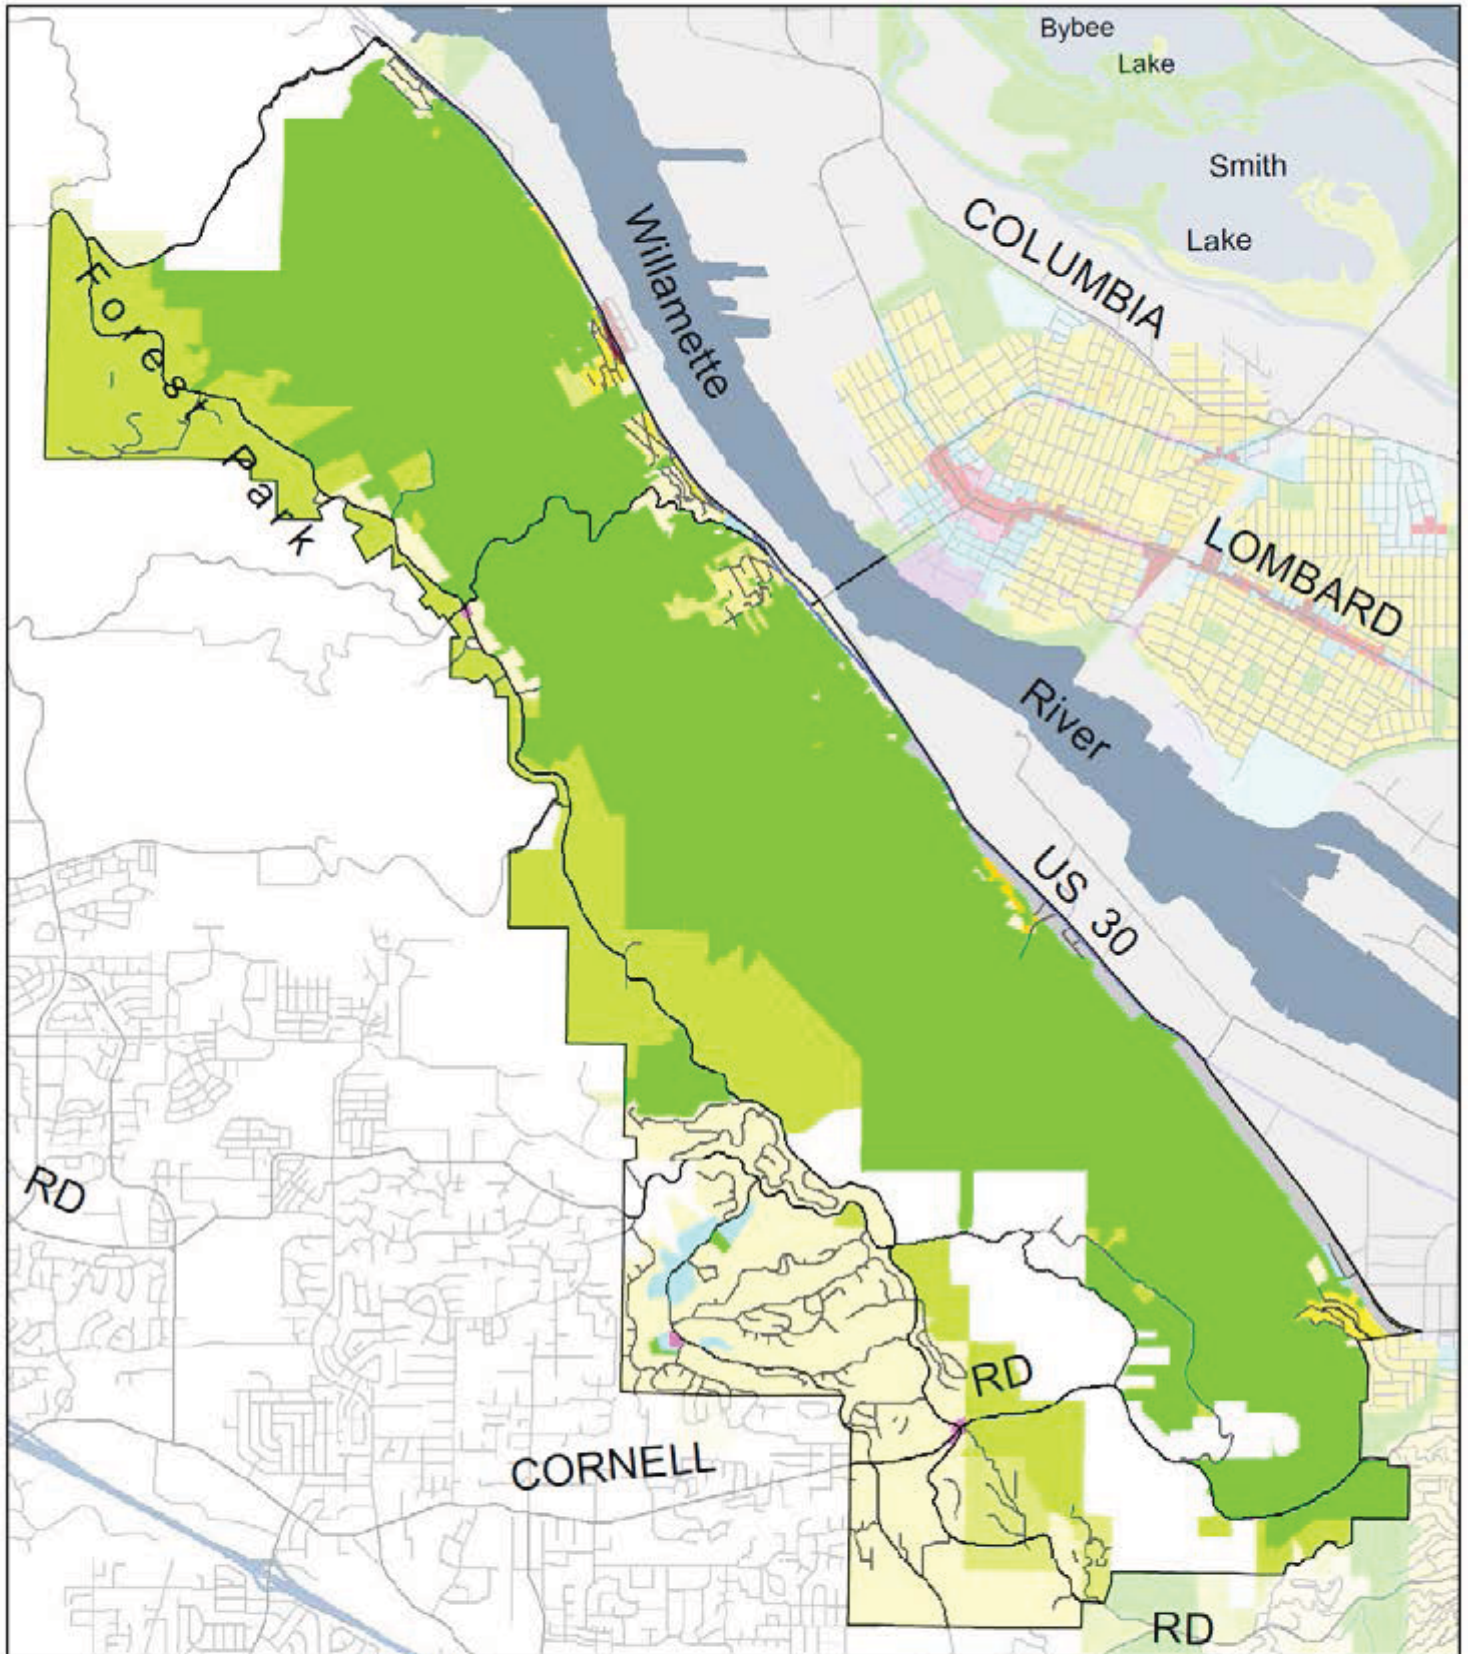 Bybee
Lake
Smith
Lake
COLUMBIA
Willamette
Forest
Park
LOMBARD
River
US 30
RD
RD
CORNELL
RD